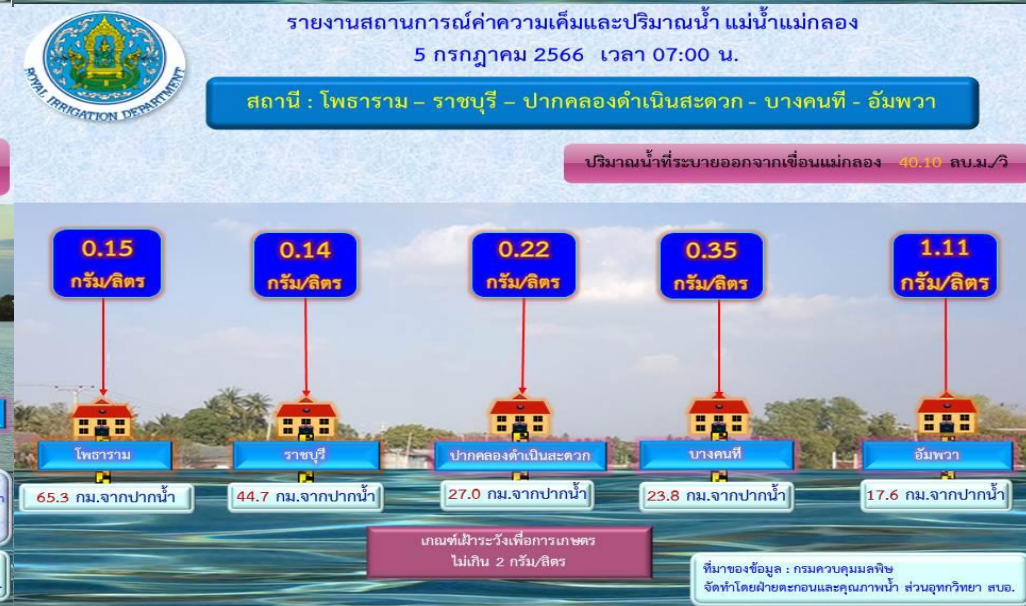 รายงานสถานการณ์ค่าความเค็มและปริมาณน้ำ แม่น้ำแม่กลอง
5 กรกฎาคม 2566 เวลา 07:00 น.
ROYAL IRRIGATION DEPARTMENT
สถานี : โพธาราม – ราชบุรี – ปากคลองดำเนินสะดวก - บางคนที - อัมพวา
ปริมาณน้ำที่ระบายออกจากเขื่อนแม่กลอง 40.10 ลบ.ม./วิ
0.15 กรัม/ลิตร
0.14 กรัม/ลิตร
0.22 กรัม/ลิตร
0.35 กรัม/ลิตร
1.11 กรัม/ลิตร
โพธาราม
ราชบุรี
ปากคลองดำเนินสะดวก
บางคนที
อัมพวา
65.3 กม.จากปากน้ำ
44.7 กม.จากปากน้ำ
27.0 กม.จากปากน้ำ
23.8 กม.จากปากน้ำ
17.6 กม.จากปากน้ำ
เกณฑ์เฝ้าระวังเพื่อการเกษตร
ไม่เกิน 2 กรัม/ลิตร
ที่มาของข้อมูล : กรมควบคุมมลพิษ
จัดทำโดยฝ่ายตะกอนและคุณภาพน้ำ ส่วนอุทกวิทยา สบอ.